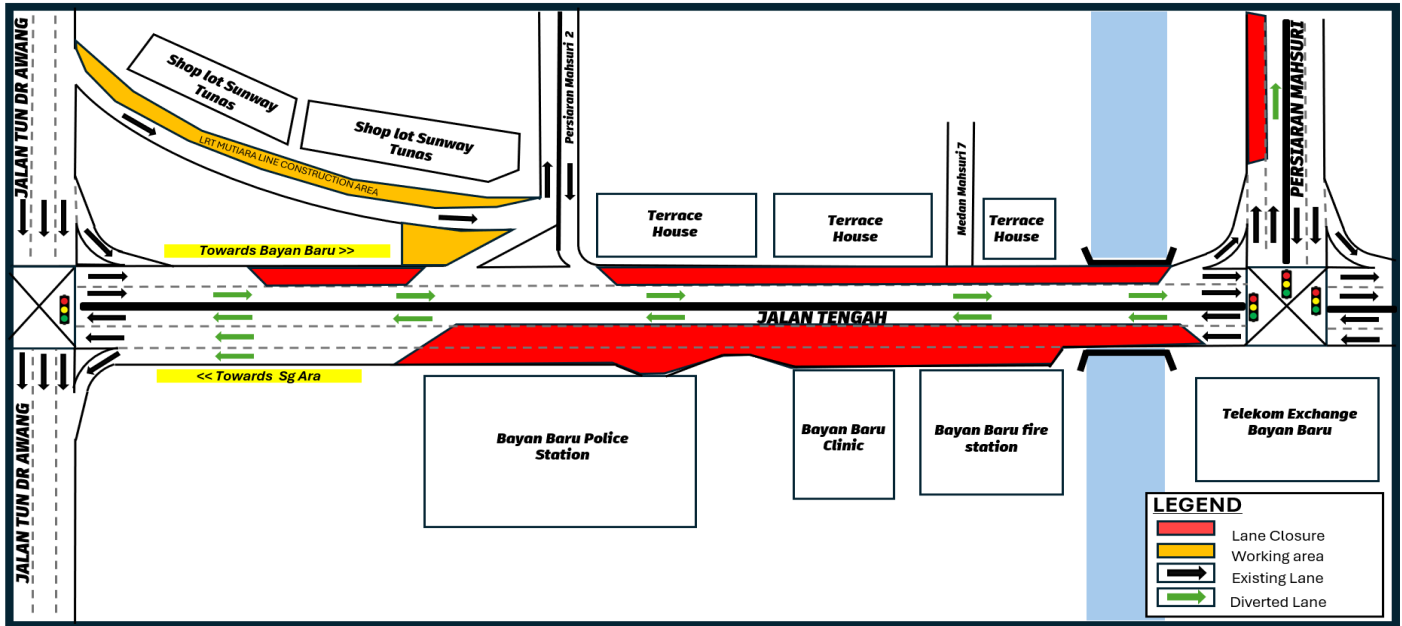 JALAN TUN DR AWANG
Shop lot Sunway
Tunas
Shop lot Sunway
Tunas
LRT MUTIARA LINE CONSTRUCTION AREA
Persiaran Mahsuri 2
Terrace
House
Terrace
House
Medan Mahsuri 7
Terrace
House
PERSIARAN MAHSURI
Towards Bayan Baru >>
JALAN TENGAH
<< Towards Sg Ara
JALAN TUN DR AWANG
Bayan Baru Police
Station
Bayan Baru
Clinic
Bayan Baru fire
station
Telekom Exchange
Bayan Baru
LEGEND
Lane Closure
Working area
Existing Lane
Diverted Lane